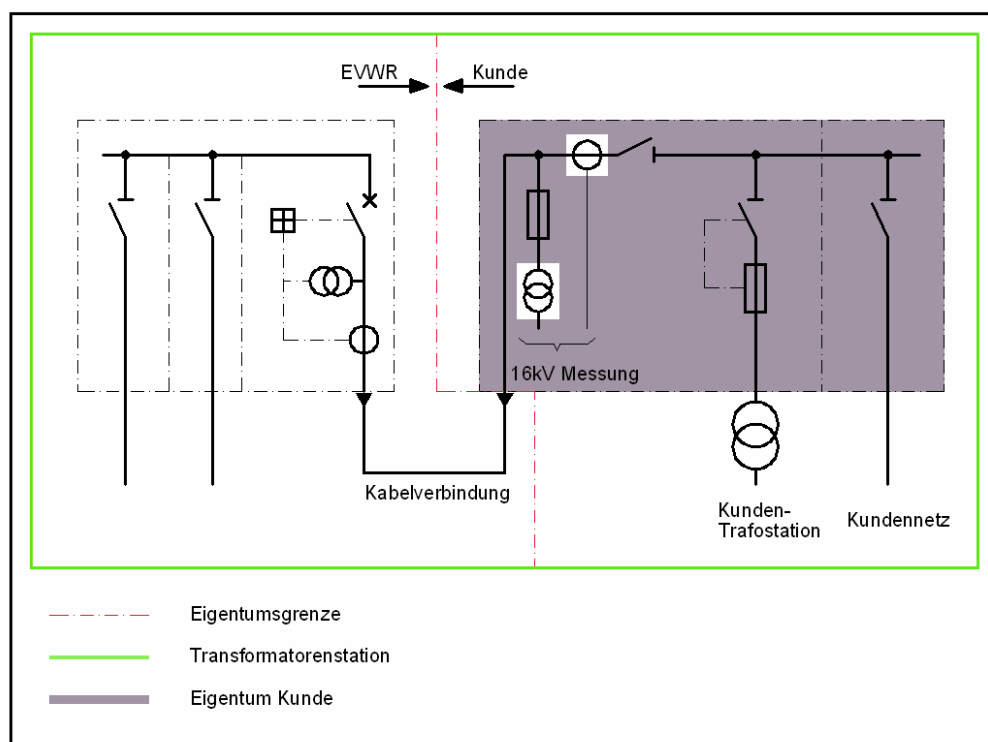 EVWR
Kunde
16kV Messung
Kabelverbindung
Kunden-
Trafostation
Kundennetz
Eigentumsgrenze
Transformatorenstation
Eigentum Kunde